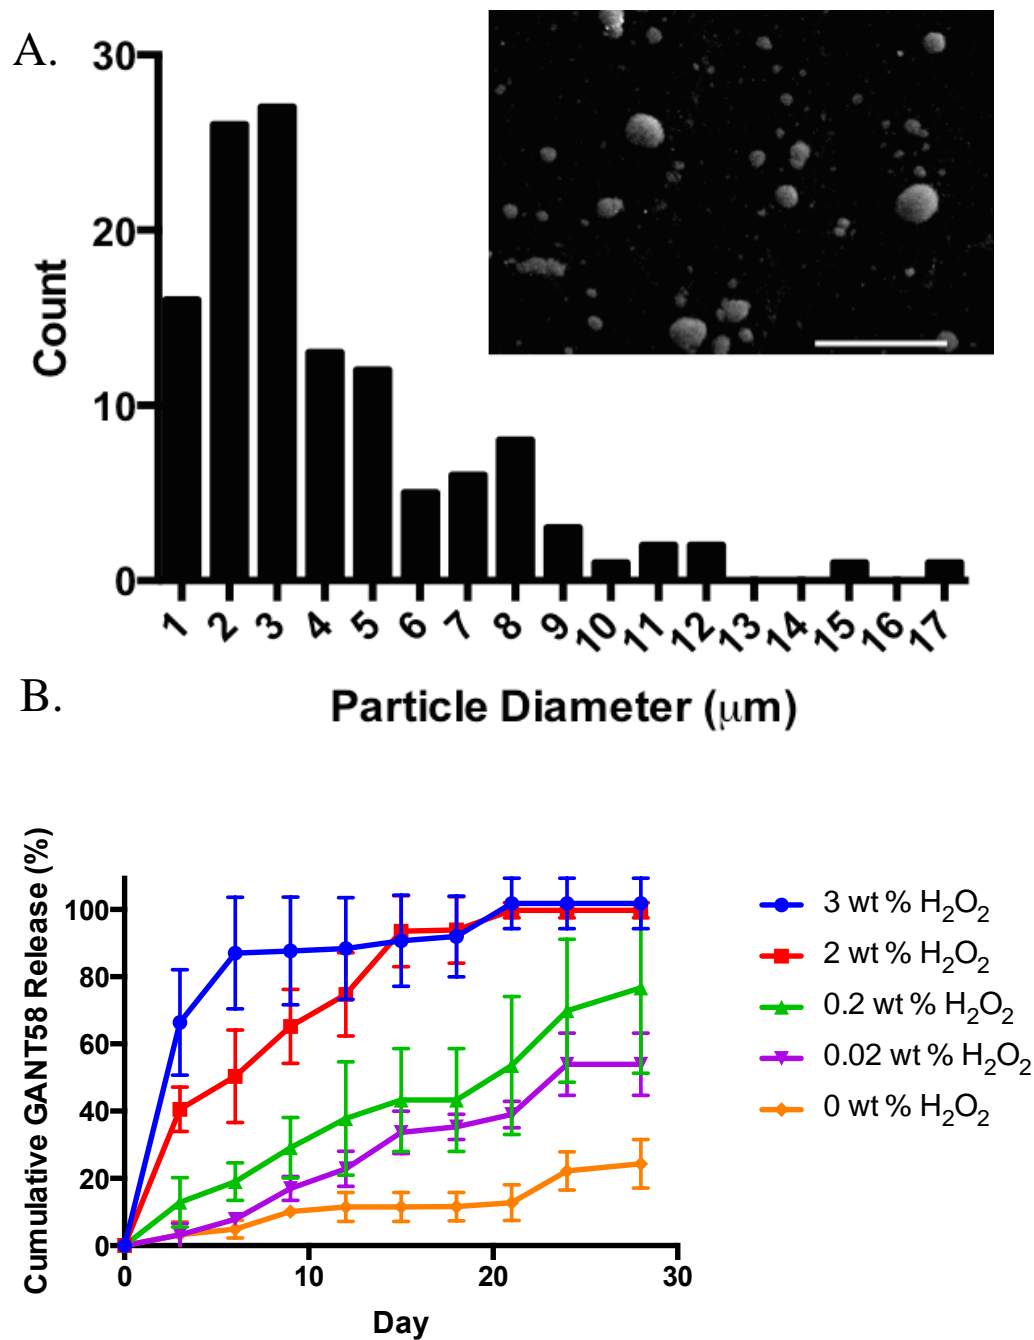 A.
Count
30
20
10
0
1 2 3 4 5 6 7 8 9 10 11 12 13 14 15 16 17
Particle Diameter (μm)
B.
Cumulative GANT58 Release (%)
100
80
60
40
20
0
0 10 20 30
Day
3 wt % H₂O₂
2 wt % H₂O₂
0.2 wt % H₂O₂
0.02 wt % H₂O₂
0 wt % H₂O₂